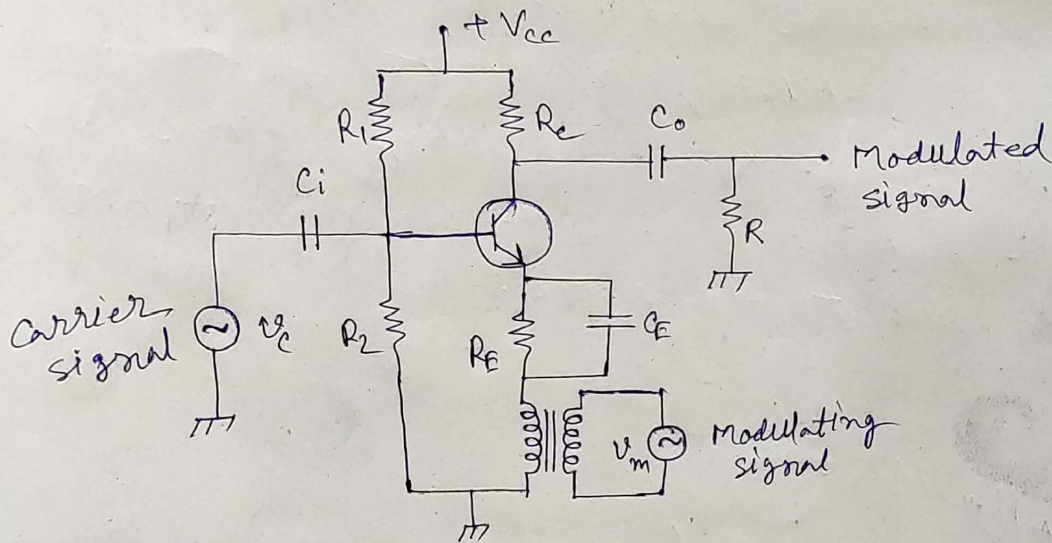 + Vcc
R1
Rc
Co
Modulated
signal
Ci
R
Carrier
signal
vc
R2
RE
CE
vm
Modulating
signal